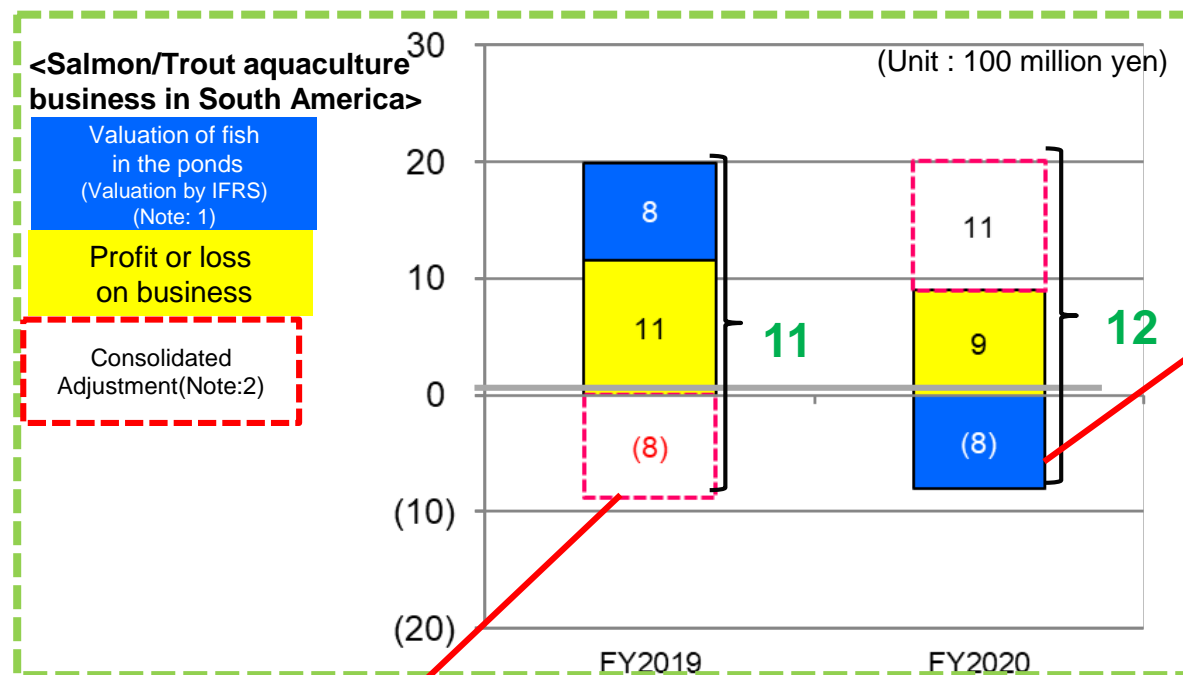 <Salmon/Trout aquaculture
business in South America>
(Unit : 100 million yen)
Valuation of fish
in the ponds
(Valuation by IFRS)
(Note: 1)
Profit or loss
on business
Consolidated
Adjustment(Note:2)
30
20
10
0
(10)
(20)
8
11
(8)
11
11
9
(8)
12
FY2019
FY2020